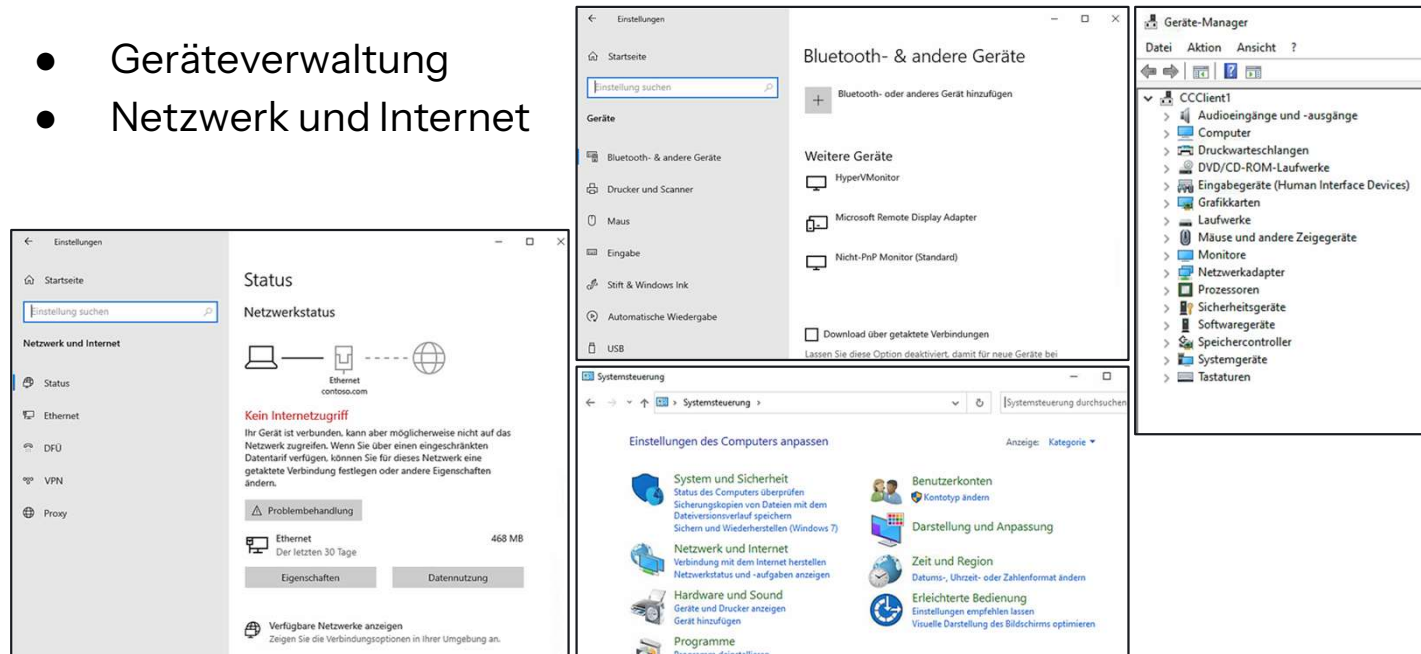 ● Geräteverwaltung
● Netzwerk und Internet
Einstellungen
Startseite
Einstellung suchen
Netzwerk und Internet
Status
Ethernet
DFÜ
VPN
Proxy
Status
Netzwerkstatus
Ethernet
contoso.com
Kein Internetzugriff
Ihr Gerät ist verbunden, kann aber möglicherweise nicht auf das
Netzwerk zugreifen. Wenn Sie über einen eingeschränkten
Datentarif verfügen, können Sie für dieses Netzwerk eine
getaktete Verbindung festlegen oder andere Eigenschaften
ändern.
Problembehandlung
Ethernet 468 MB
Der letzten 30 Tage
Eigenschaften Datennutzung
Verfügbare Netzwerke anzeigen
Zeigen Sie die Verbindungsoptionen in Ihrer Umgebung an.
Einstellungen
Startseite
Einstellung suchen
Geräte
Bluetooth- & andere Geräte
Drucker und Scanner
Maus
Eingabe
Stift & Windows Ink
Automatische Wiedergabe
USB
Bluetooth- & andere Geräte
Bluetooth- oder anderes Gerät hinzufügen
Weitere Geräte
HyperVMonitor
Microsoft Remote Display Adapter
Nicht-PnP Monitor (Standard)
Download über getaktete Verbindungen
Lassen Sie diese Option deaktiviert, damit für neue Geräte bei
Systemsteuerung
Systemsteuerung
Systemsteuerung durchsuchen
Einstellungen des Computers anpassen
Anzeige: Kategorie
System und Sicherheit
Status des Computers überprüfen
Sicherungskopien von Dateien mit dem
Dateiversionsverlauf speichern
Sichern und Wiederherstellen (Windows 7)
Netzwerk und Internet
Verbindung mit dem Internet herstellen
Netzwerkstatus und -aufgaben anzeigen
Hardware und Sound
Geräte und Drucker anzeigen
Gerät hinzufügen
Programme
Benutzerkonten
Kontotyp ändern
Darstellung und Anpassung
Zeit und Region
Datums-, Uhrzeit- oder Zahlenformat ändern
Erleichterte Bedienung
Einstellungen empfehlen lassen
Visuelle Darstellung des Bildschirms optimieren
Geräte-Manager
Datei Aktion Ansicht ?
CCClient1
Audioeingänge und -ausgänge
Computer
Druckwarteschlangen
DVD/CD-ROM-Laufwerke
Eingabegeräte (Human Interface Devices)
Grafikkarten
Laufwerke
Mäuse und andere Zeigegeräte
Monitore
Netzwerkadapter
Prozessoren
Sicherheitsgeräte
Softwaregeräte
Speichercontroller
Systemgeräte
Tastaturen